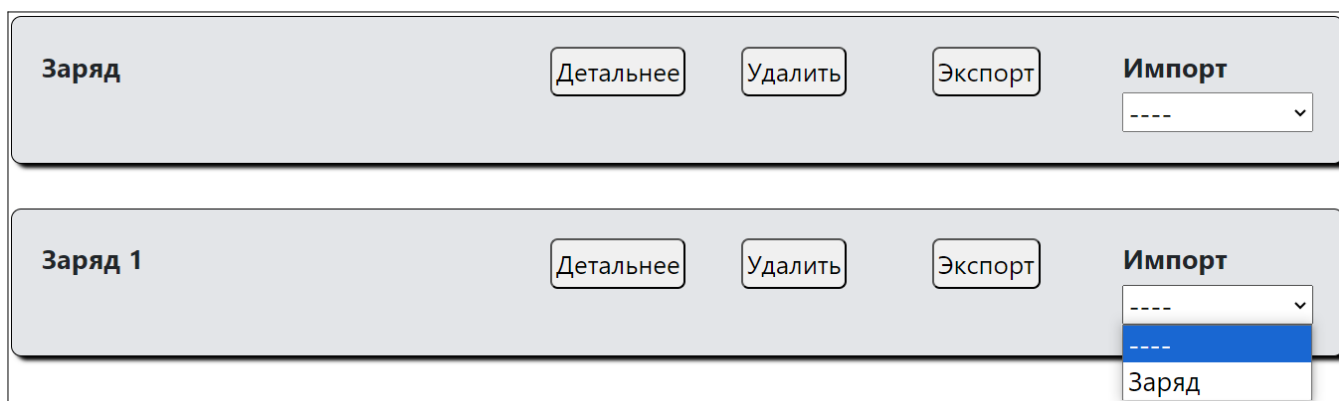 Заряд Детальнее Удалить Экспорт Импорт
----
Заряд 1 Детальнее Удалить Экспорт Импорт
----
----
Заряд